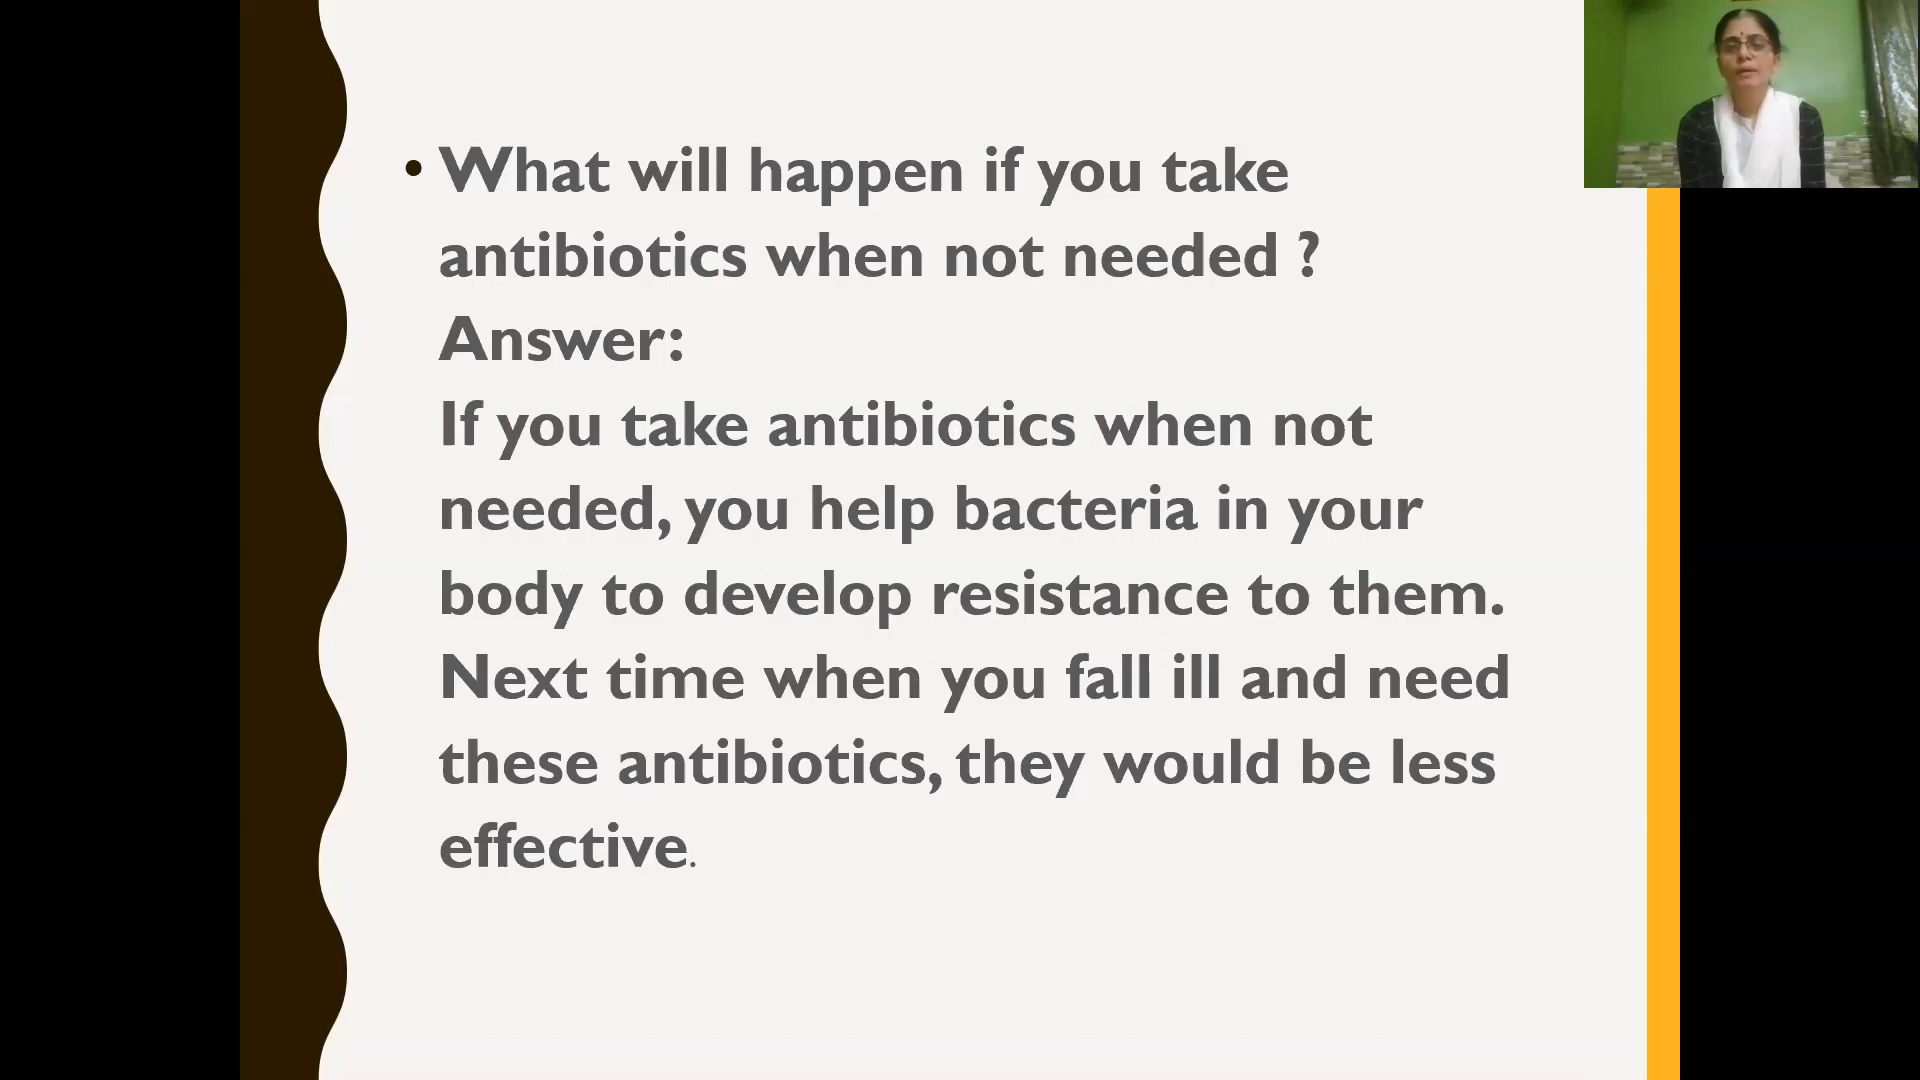 • What will happen if you take
antibiotics when not needed ?
Answer:
If you take antibiotics when not
needed, you help bacteria in your
body to develop resistance to them.
Next time when you fall ill and need
these antibiotics, they would be less
effective.